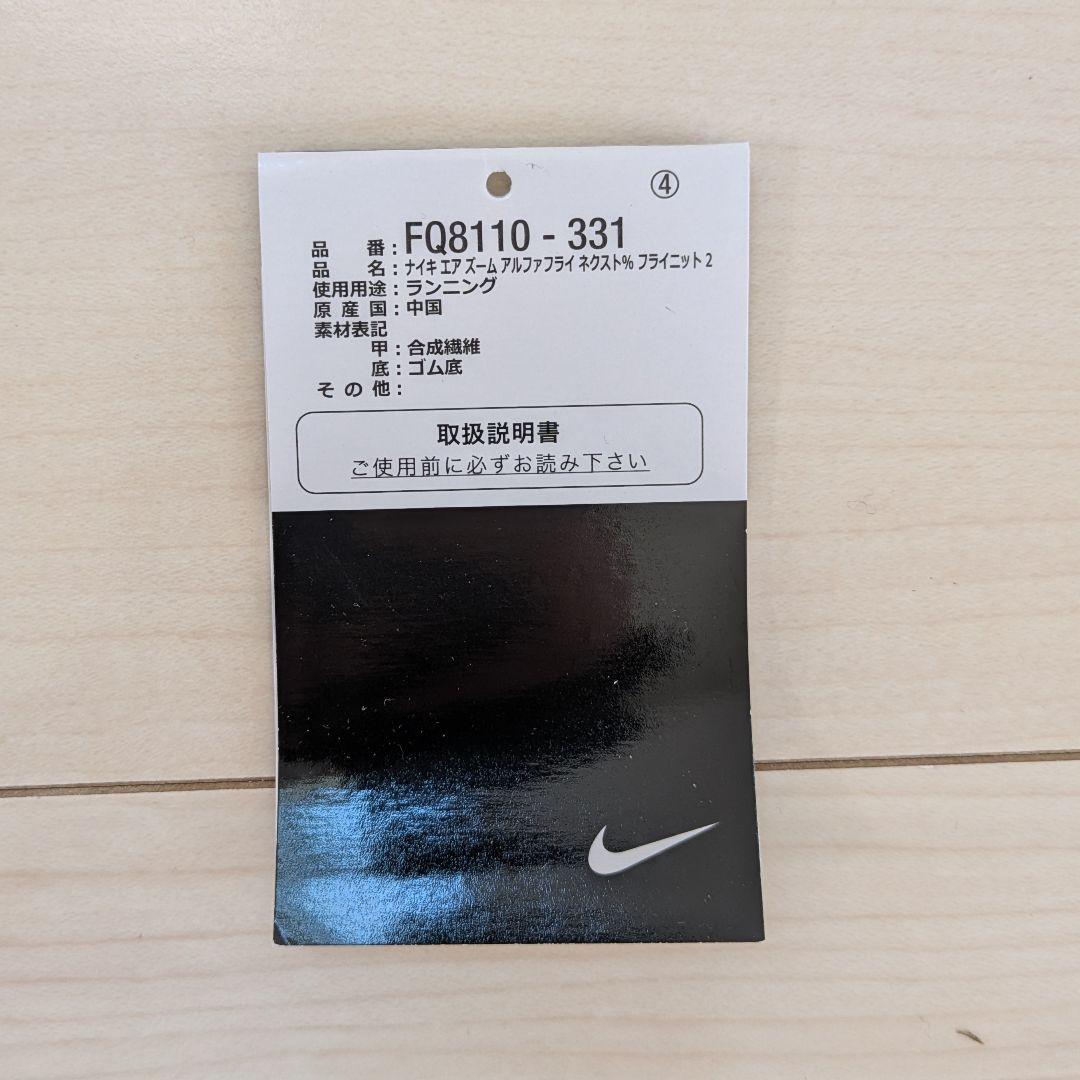 ④
品番:FQ8110 - 331
品名:ナイキ エア ズーム アルファフライ ネクスト% フライニット 2
使用用途:ランニング
原産国:中国
素材表記
甲:合成繊維
底:ゴム底
その他:
取扱説明書
ご使用前に必ずお読み下さい